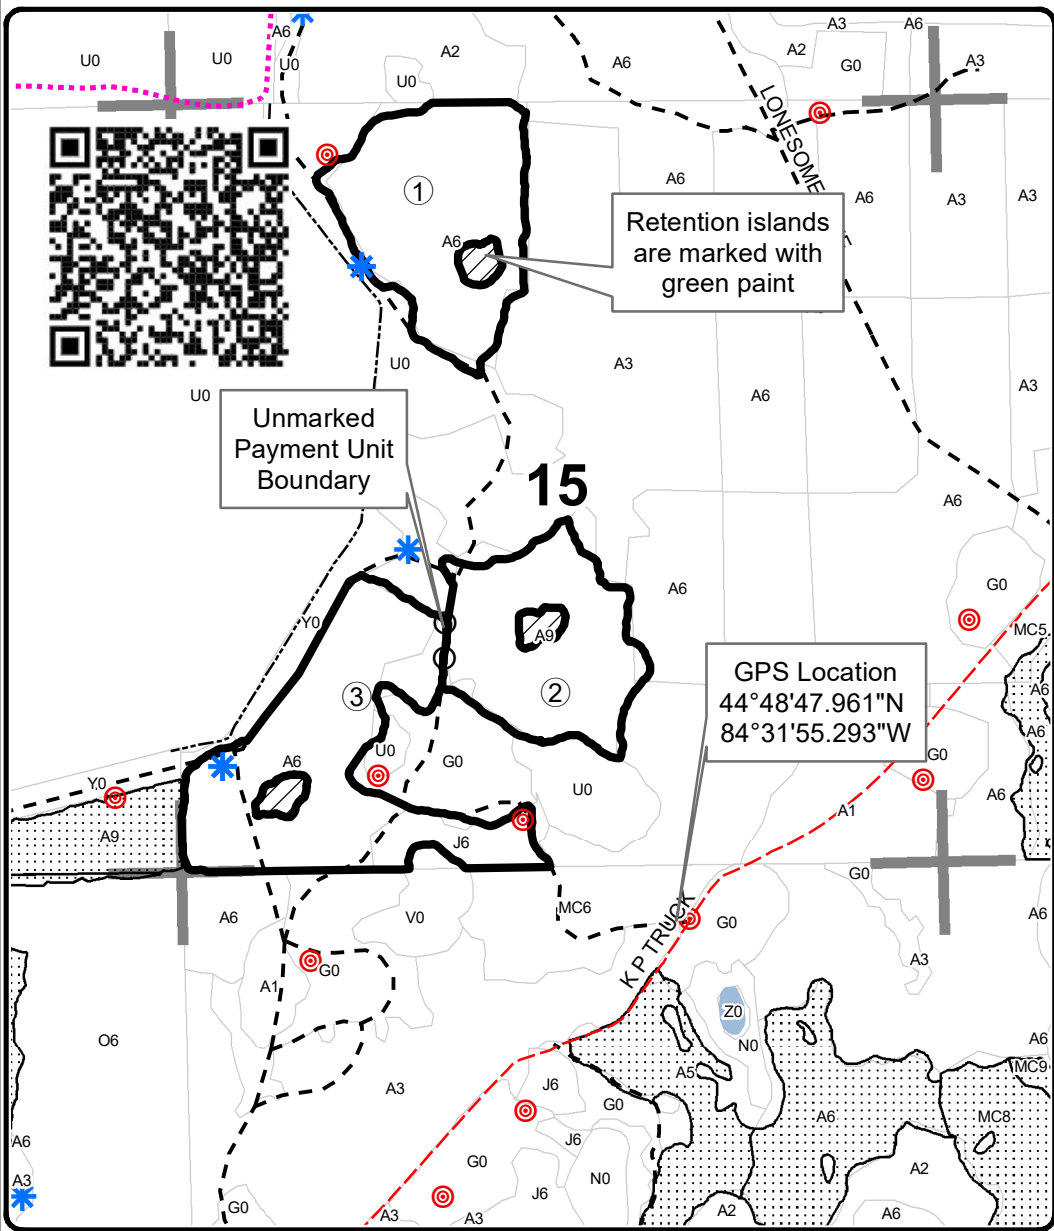 A6
A3
A6
U0
U0
U0
A2
A6
A2
G0
A3
U0
LONESOME
①
A6
A6
A3
A3
A6
Retention islands
are marked with
green paint
U0
A3
U0
A6
A3
Unmarked
Payment Unit
Boundary
15
A6
A6
G0
Y0
A9
MC5
GPS Location
44°48'47.961"N
84°31'55.293"W
③
②
A6
A6
U0
G0
A6
G0
Y0
U0
A6
A9
A1
J6
G0
A6
V0
MC6
G0
A6
K P TRUCK
A3
G0
A1
Z0
O6
N0
A6
A5
MC9
A3
J6
G0
A6
MC8
A6
J6
G0
A2
A3
N0
J6
G0
A3
A3
A2
A6